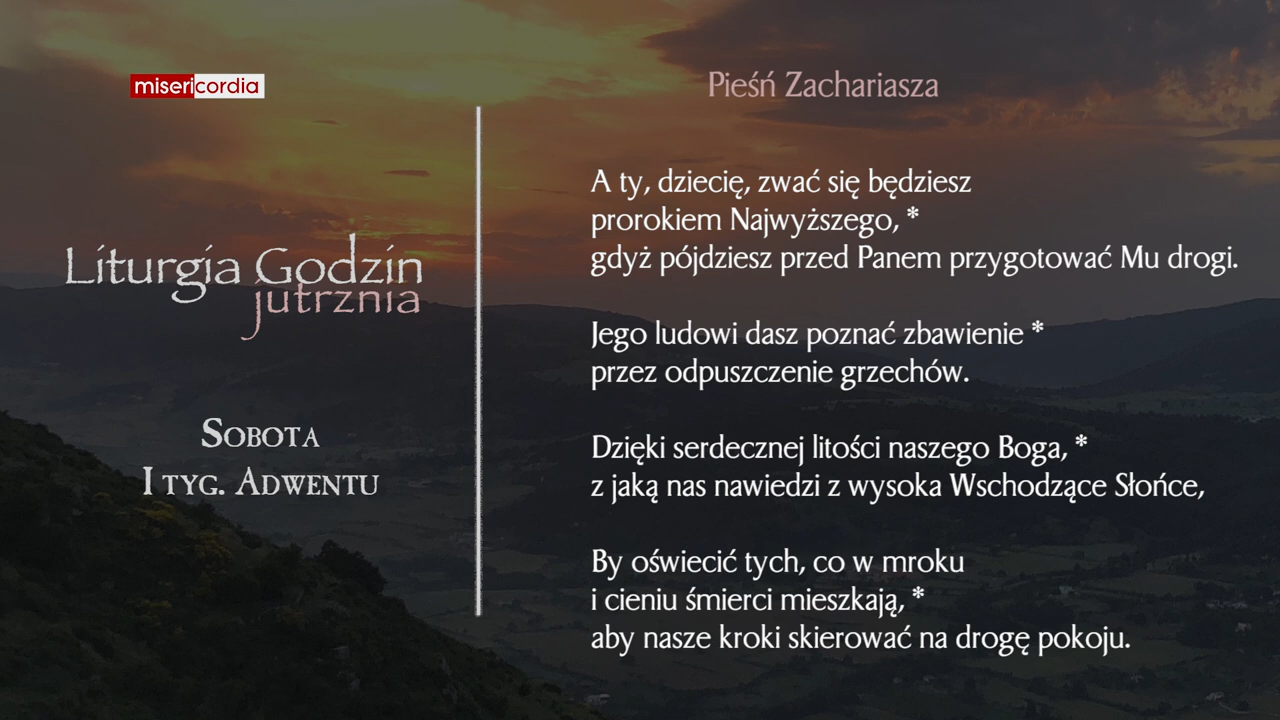 misericordia
Liturgia Godzin
jutrznia
Sobota
I tyg. Adwentu
Pieśń Zachariasza
A ty, dziecię, zwać się będziesz
prorokiem Najwyższego, *
gdyż pójdziesz przed Panem przygotować Mu drogi.
Jego ludowi dasz poznać zbawienie *
przez odpuszczenie grzechów.
Dzięki serdecznej litości naszego Boga, *
z jaką nas nawiedzi z wysoka Wschodzące Słońce,
By oświecić tych, co w mroku
i cieniu śmierci mieszkają, *
aby nasze kroki skierować na drogę pokoju.